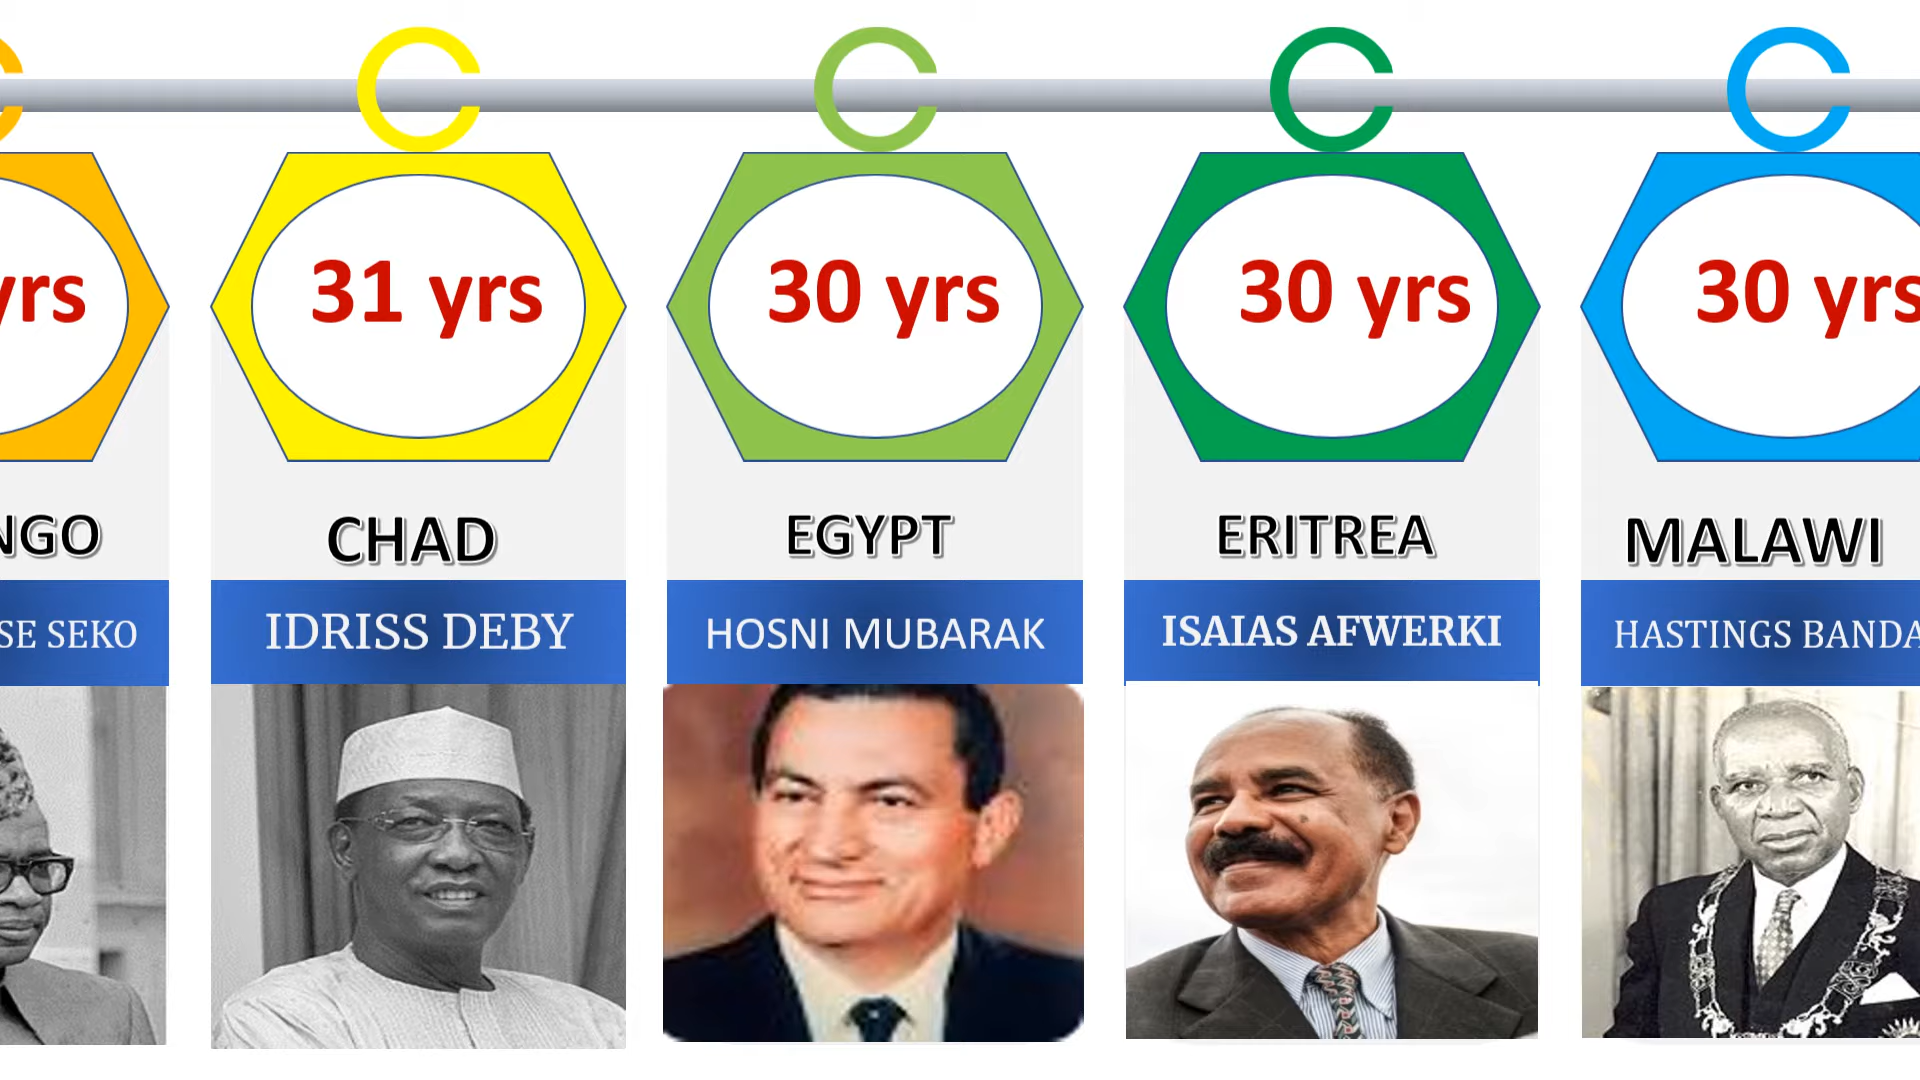 yrs
31 yrs
30 yrs
30 yrs
30 yrs
NGO
CHAD
EGYPT
ERITREA
MALAWI
SE SEKO
IDRISS DEBY
HOSNI MUBARAK
ISAIAS AFWERKI
HASTINGS BANDA